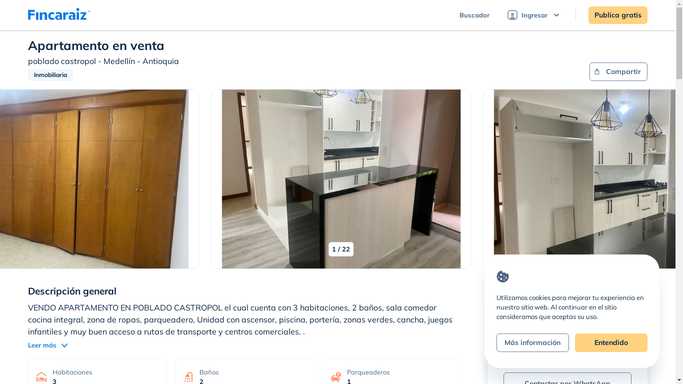 Fincaraiz
Buscador
Ingresar
Publica gratis
Apartamento en venta
poblado castropol - Medellín - Antioquia
Inmobiliaria
Compartir
1 / 22
Descripción general
VENDO APARTAMENTO EN POBLADO CASTROPOL el cual cuenta con 3 habitaciones, 2 baños, sala comedor
cocina integral, zona de ropas, parqueadero. Unidad con ascensor, piscina, portería, zonas verdes, cancha, juegos
infantiles y muy buen acceso a rutas de transporte y centros comerciales. .
Leer más
Habitaciones
3
Baños
2
Parqueaderos
1
Utilizamos cookies para mejorar tu experiencia en
nuestro sitio web. Al continuar en el sitio
consideramos que aceptas su uso.
Más información
Entendido
Contactar por WhatsApp